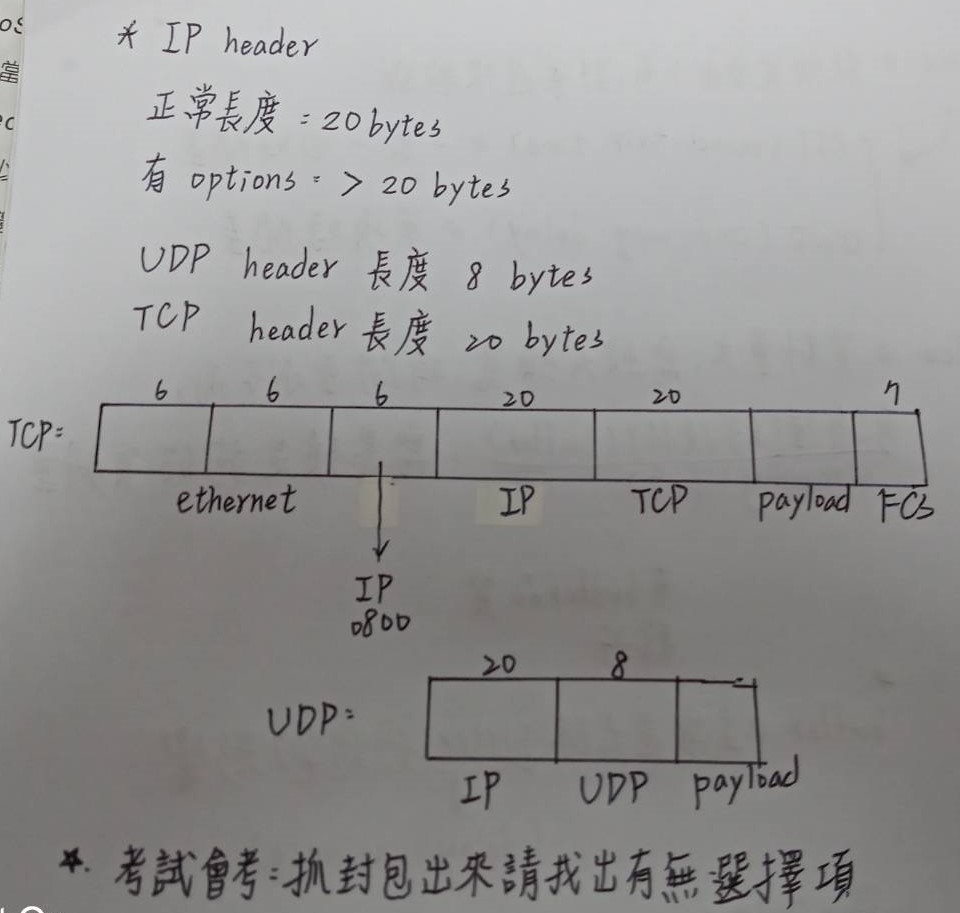 * IP header
正常長度 = 20 bytes
有 options = > 20 bytes
UDP header 長度 8 bytes
TCP header 長度 20 bytes
6 6 6 20 20 7
TCP=
ethernet IP TCP payload FCS
IP
0800
20 8
UDP=
IP UDP payload
*. 考試會考=抓封包出來請找出有無選擇項